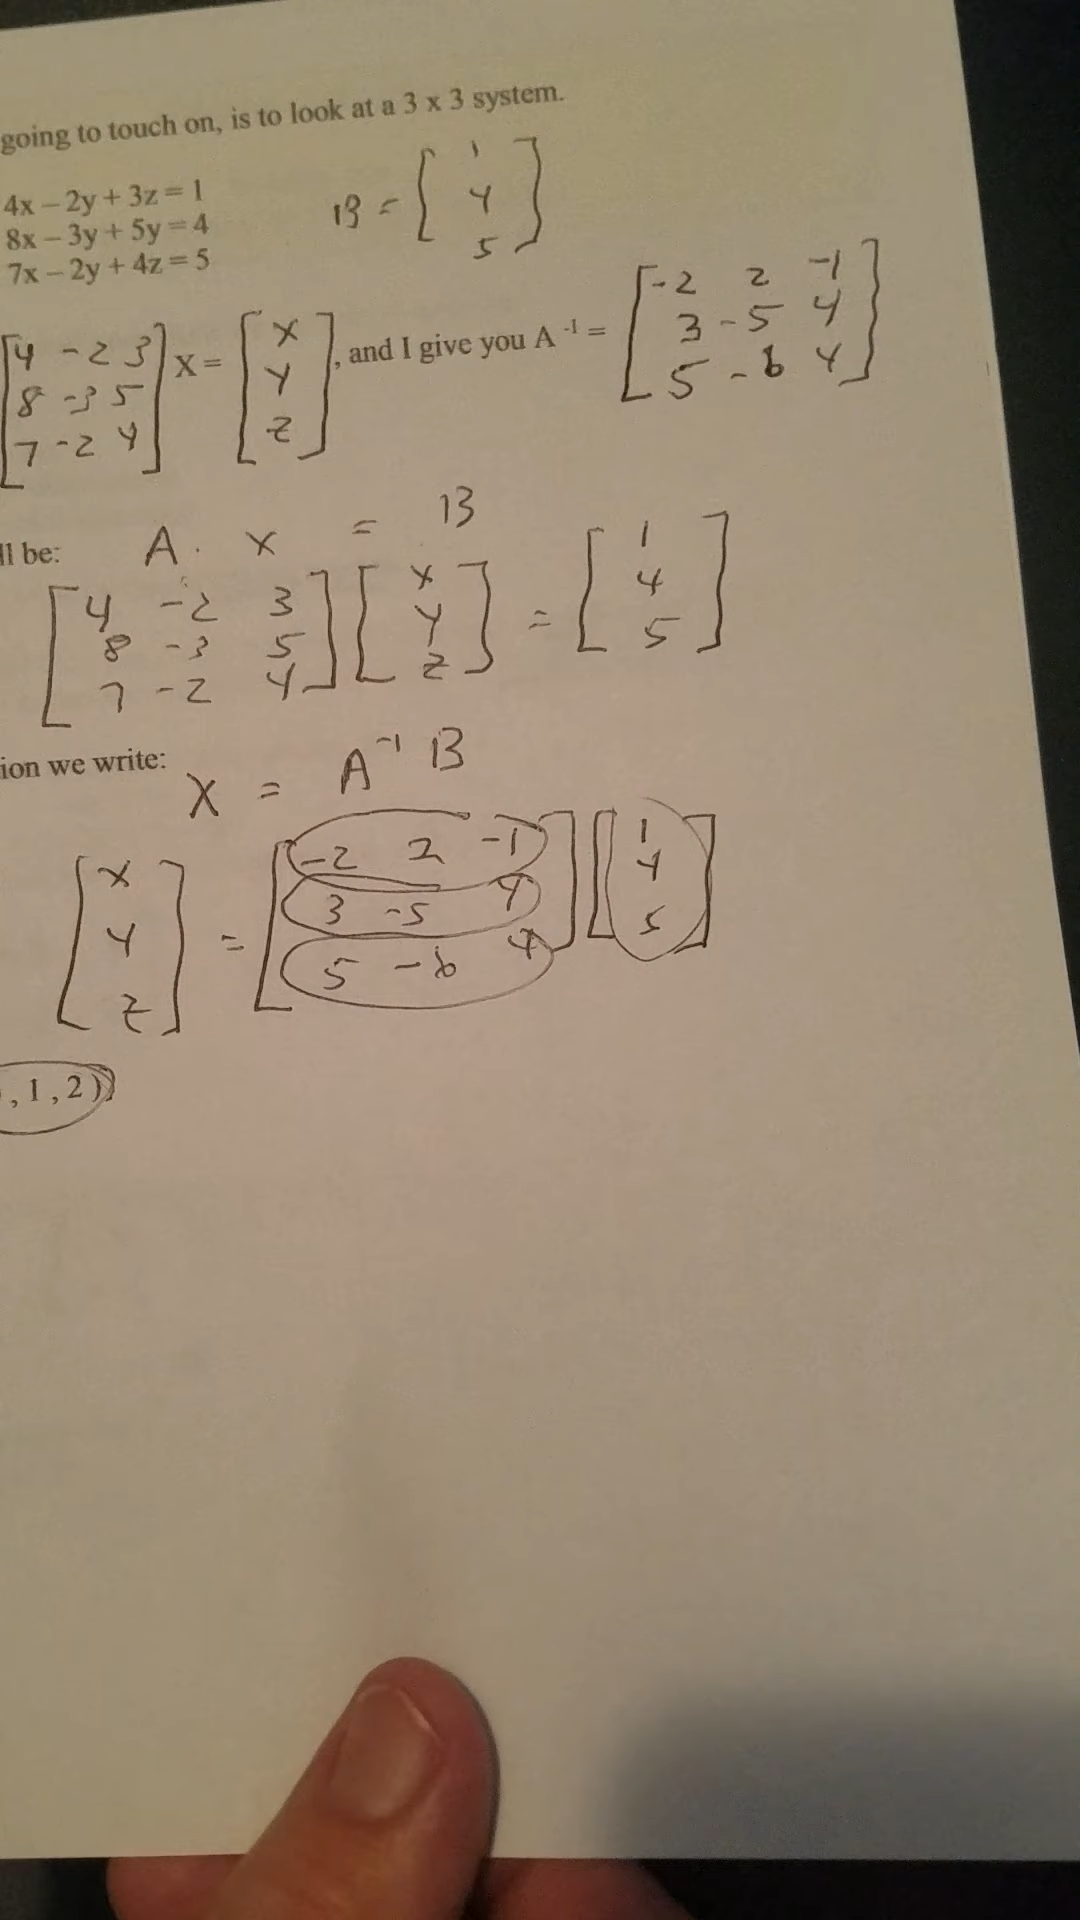 going to touch on, is to look at a 3 x 3 system.
4x – 2y + 3z = 1
8x – 3y + 5y = 4
7x – 2y + 4z = 5
B = [ 1
4
5 ]
[ 4 -2 3
8 -3 5
7 -2 4 ] X = [ x
y
z ] , and I give you A -1 = [ -2 2 -1
3 -5 4
5 -6 4 ]
ll be: A . X = B
[ 4 -2 3 ] [ x ] = [ 1 ]
8 -3 5 y 4
7 -2 4 z 5
ion we write: X = A -1 B
[ x ] = [ -2 2 -1 ] [ 1 ]
y 3 -5 4 4
z 5 -6 4 5
, 1 , 2 )